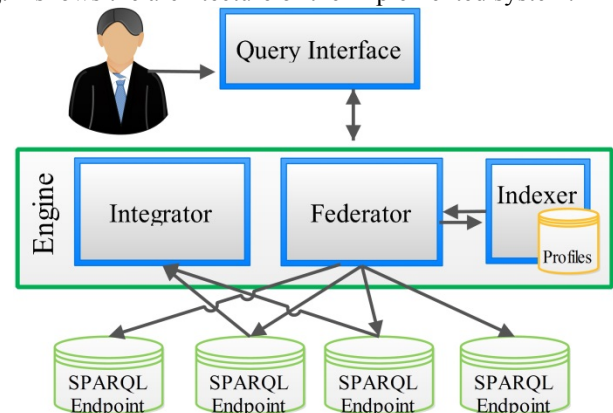 Query Interface
Engine
Integrator
Federator
Indexer
Profiles
SPARQL
Endpoint
SPARQL
Endpoint
SPARQL
Endpoint
SPARQL
Endpoint